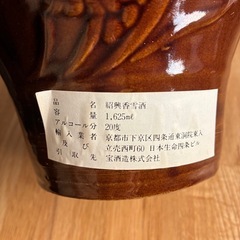 品名 紹興香雪酒
容量 1,625ml
アルコール分 20度
輸入業者 京都市下京区四条通東洞院東入
及び 立売西町60 日本生命四条ビル
引取先 宝酒造株式会社